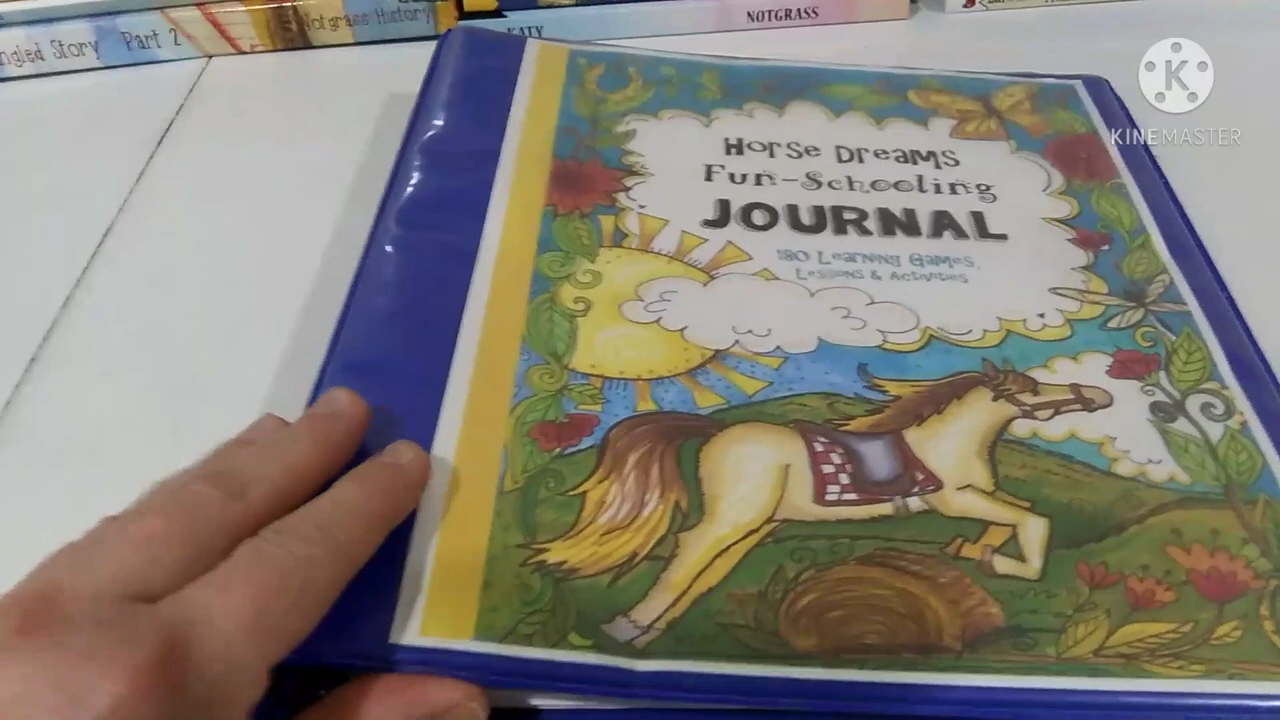 ngled Story Part 2
Notgrass History
KATY
NOTGRASS
K
KINEMASTER
Horse Dreams
Fun-Schooling
JOURNAL
180 Learning Games,
Lessons & Activities